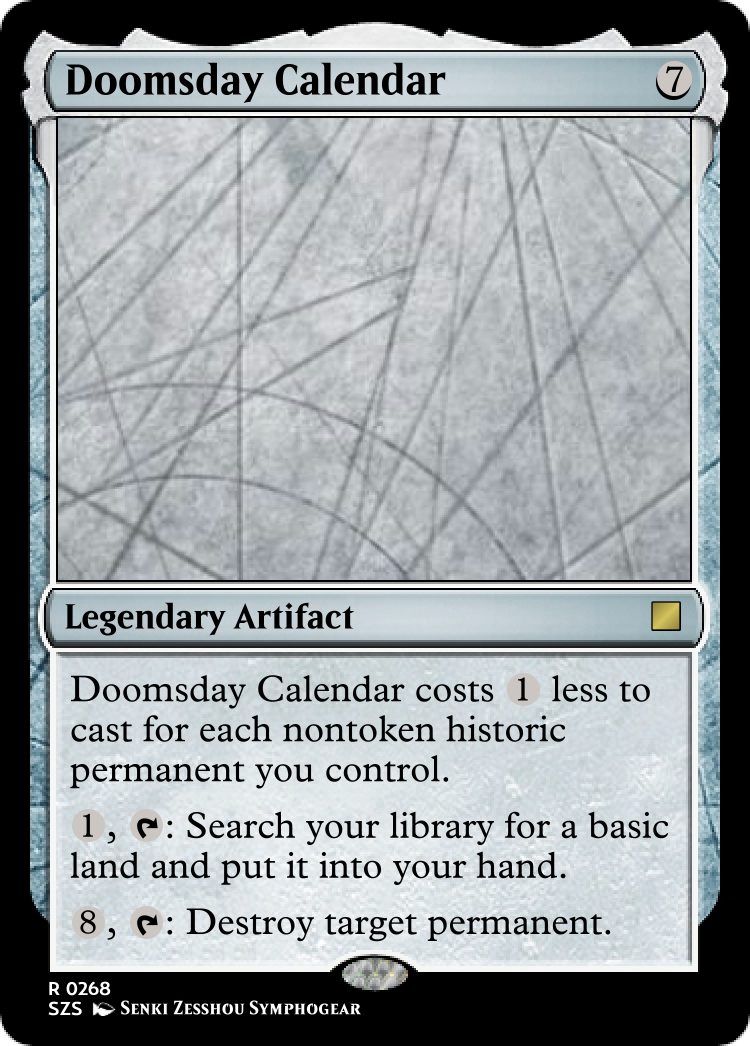 Doomsday Calendar 7
Legendary Artifact
Doomsday Calendar costs 1 less to
cast for each nontoken historic
permanent you control.
1, : Search your library for a basic
land and put it into your hand.
8, : Destroy target permanent.
R 0268
SZS SENKI ZESSHOU SYMPHOGEAR